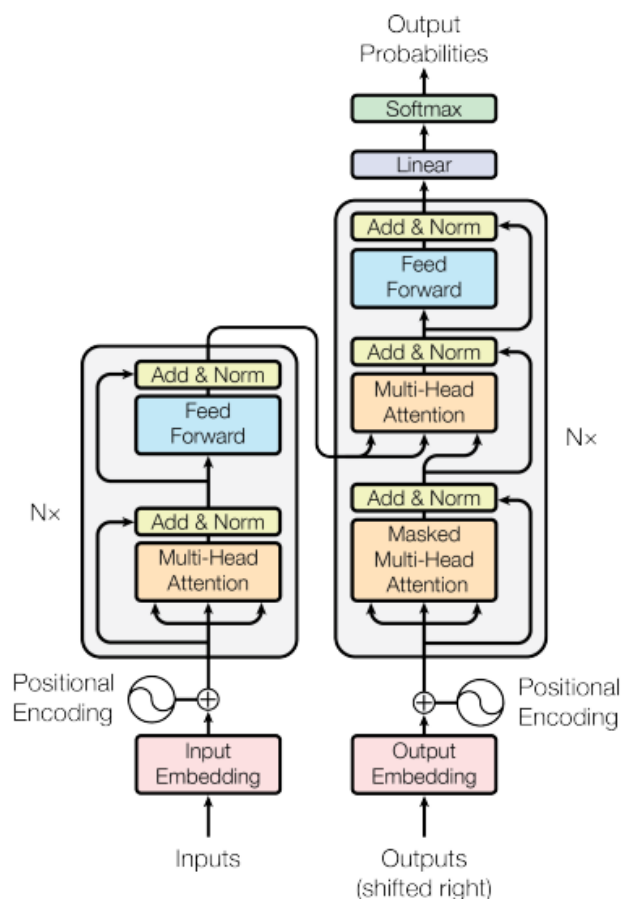 Output
Probabilities
Softmax
Linear
Add & Norm
Feed
Forward
Add & Norm
Multi-Head
Attention
Add & Norm
Masked
Multi-Head
Attention
N×
Add & Norm
Feed
Forward
Add & Norm
Multi-Head
Attention
N×
Positional
Encoding
Positional
Encoding
Input
Embedding
Output
Embedding
Inputs
Outputs
(shifted right)